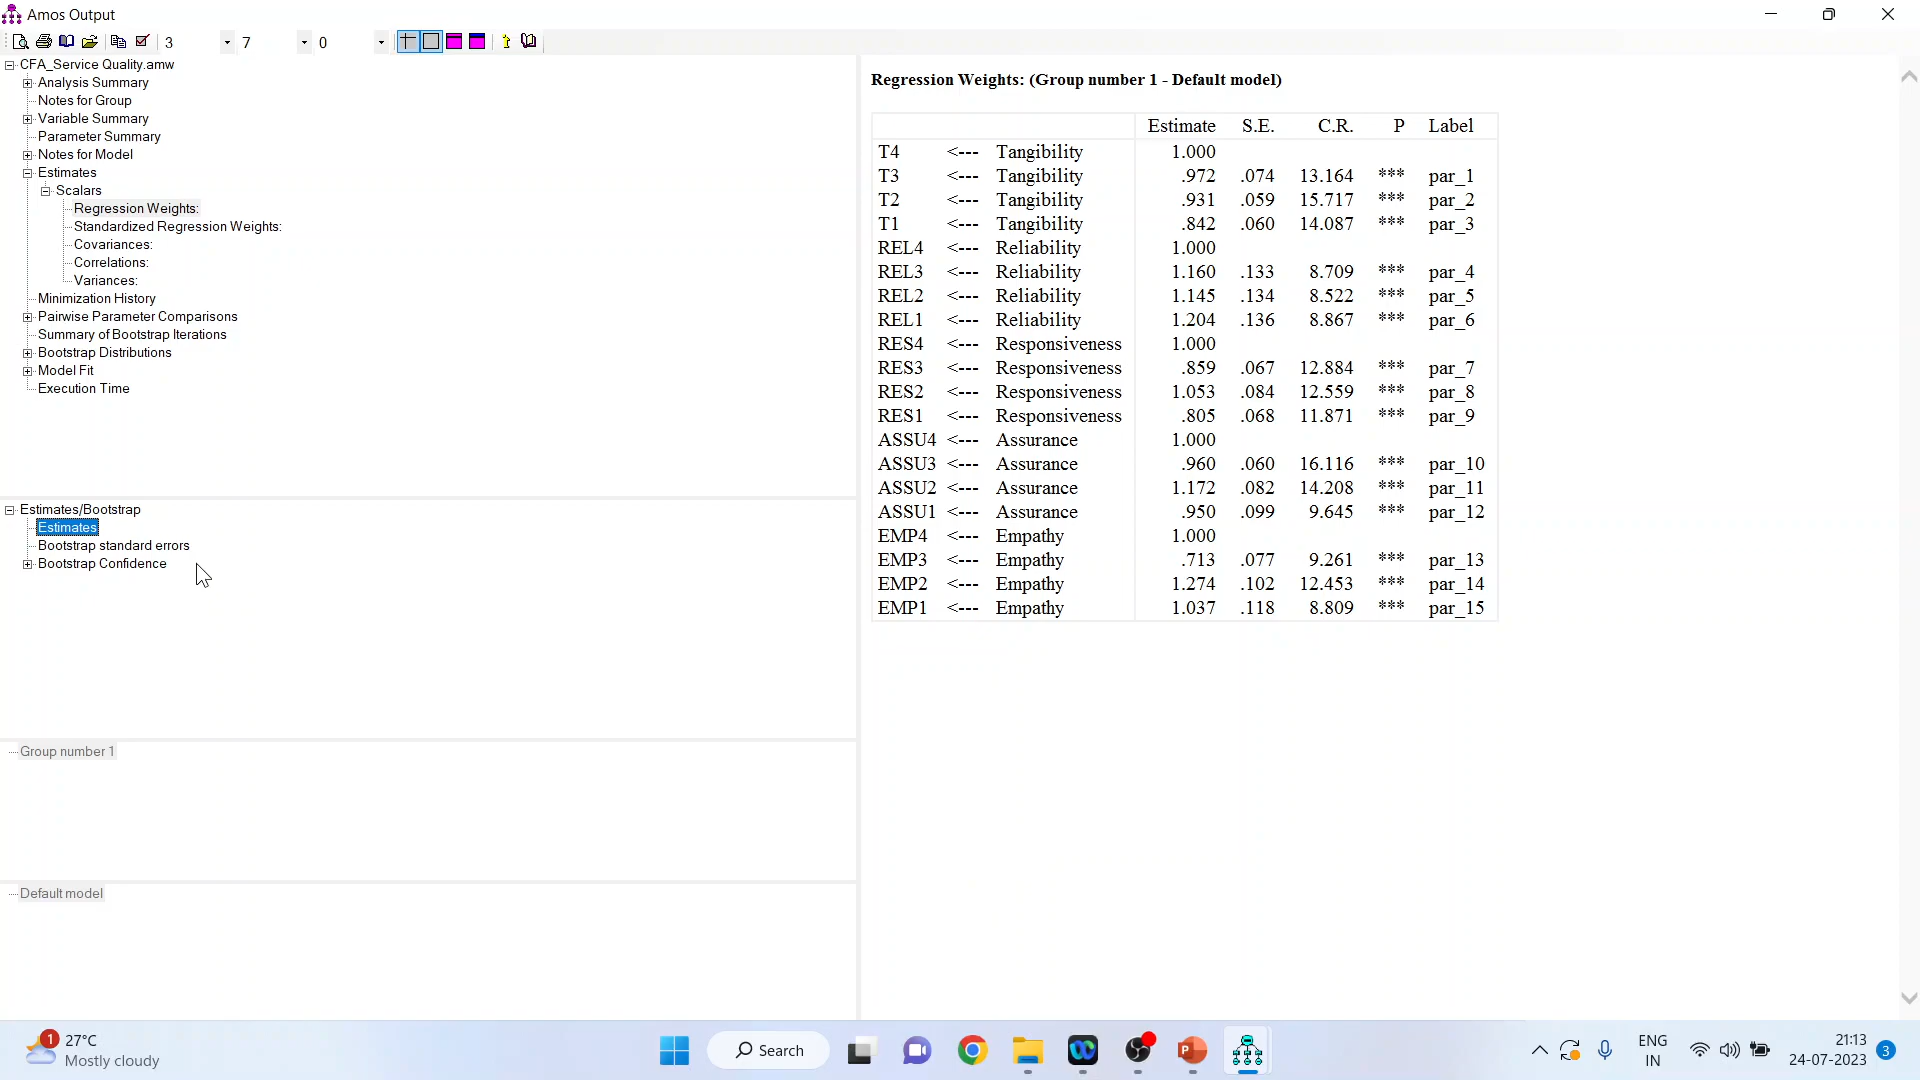 Amos Output
3 7 0
CFA_Service Quality.amw
Analysis Summary
Notes for Group
Variable Summary
Parameter Summary
Notes for Model
Estimates
Scalars
Regression Weights:
Standardized Regression Weights:
Covariances:
Correlations:
Variances:
Minimization History
Pairwise Parameter Comparisons
Summary of Bootstrap Iterations
Bootstrap Distributions
Model Fit
Execution Time
Estimates/Bootstrap
Estimates
Bootstrap standard errors
Bootstrap Confidence
Group number 1
Default model
Regression Weights: (Group number 1 - Default model)
Estimate S.E. C.R. P Label
T4 <--- Tangibility 1.000
T3 <--- Tangibility .972 .074 13.164 *** par_1
T2 <--- Tangibility .931 .059 15.717 *** par_2
T1 <--- Tangibility .842 .060 14.087 *** par_3
REL4 <--- Reliability 1.000
REL3 <--- Reliability 1.160 .133 8.709 *** par_4
REL2 <--- Reliability 1.145 .134 8.522 *** par_5
REL1 <--- Reliability 1.204 .136 8.867 *** par_6
RES4 <--- Responsiveness 1.000
RES3 <--- Responsiveness .859 .067 12.884 *** par_7
RES2 <--- Responsiveness 1.053 .084 12.559 *** par_8
RES1 <--- Responsiveness .805 .068 11.871 *** par_9
ASSU4 <--- Assurance 1.000
ASSU3 <--- Assurance .960 .060 16.116 *** par_10
ASSU2 <--- Assurance 1.172 .082 14.208 *** par_11
ASSU1 <--- Assurance .950 .099 9.645 *** par_12
EMP4 <--- Empathy 1.000
EMP3 <--- Empathy .713 .077 9.261 *** par_13
EMP2 <--- Empathy 1.274 .102 12.453 *** par_14
EMP1 <--- Empathy 1.037 .118 8.809 *** par_15
1 27°C
Mostly cloudy
Search
P
ENG
IN
21:13
24-07-2023
3